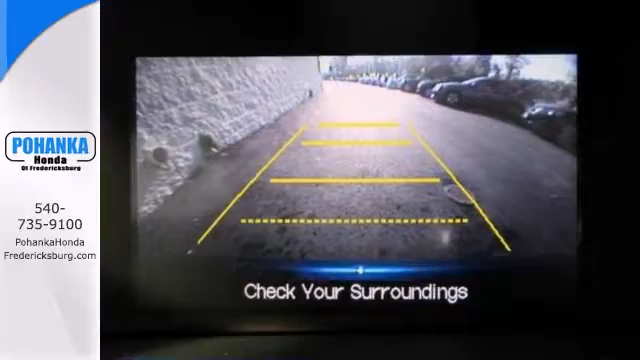 POHANKA
Honda
Of Fredericksburg
540-
735-9100
PohankaHonda
Fredericksburg.com
Check Your Surroundings